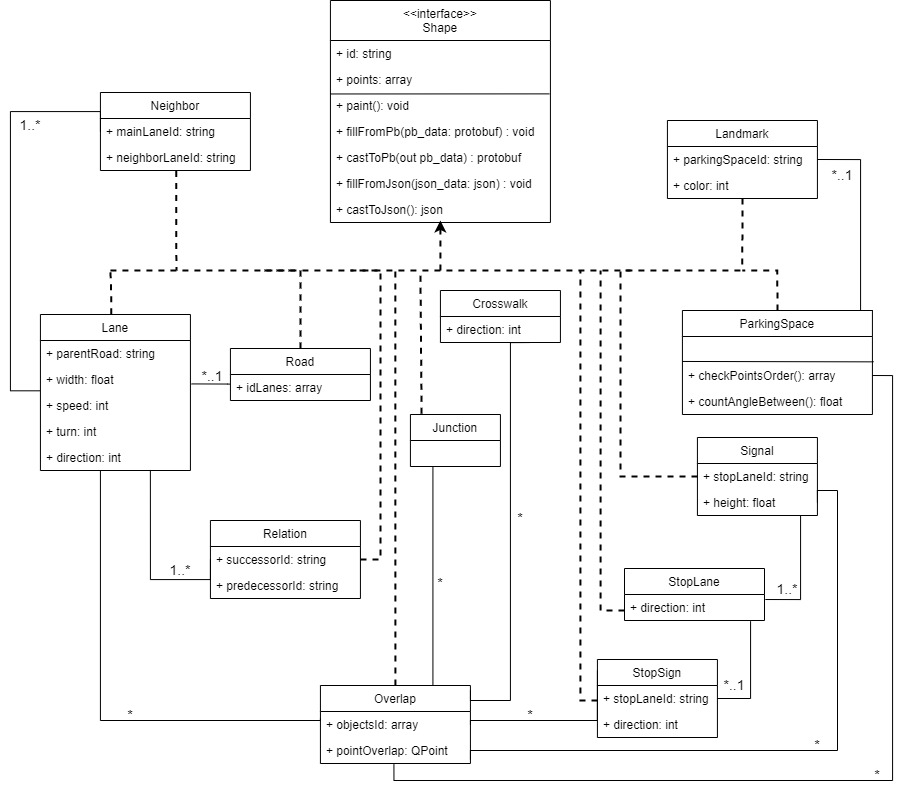 <<interface>>
Shape
+ id: string
+ points: array
+ paint(): void
+ fillFromPb(pb_data: protobuf) : void
+ castToPb(out pb_data) : protobuf
+ fillFromJson(json_data: json) : void
+ castToJson(): json
Neighbor
+ mainLaneId: string
+ neighborLaneId: string
1..*
Landmark
+ parkingSpaceId: string
+ color: int
*..1
Lane
+ parentRoad: string
+ width: float
+ speed: int
+ turn: int
+ direction: int
*..1
Road
+ idLanes: array
Crosswalk
+ direction: int
ParkingSpace
+ checkPointsOrder(): array
+ countAngleBetween(): float
Junction
Signal
+ stopLaneId: string
+ height: float
*
Relation
+ successorId: string
+ predecessorId: string
1..*
*
StopLane
+ direction: int
1..*
StopSign
+ stopLaneId: string
+ direction: int
*..1
Overlap
+ objectsId: array
+ pointOverlap: QPoint
*
*
*
*